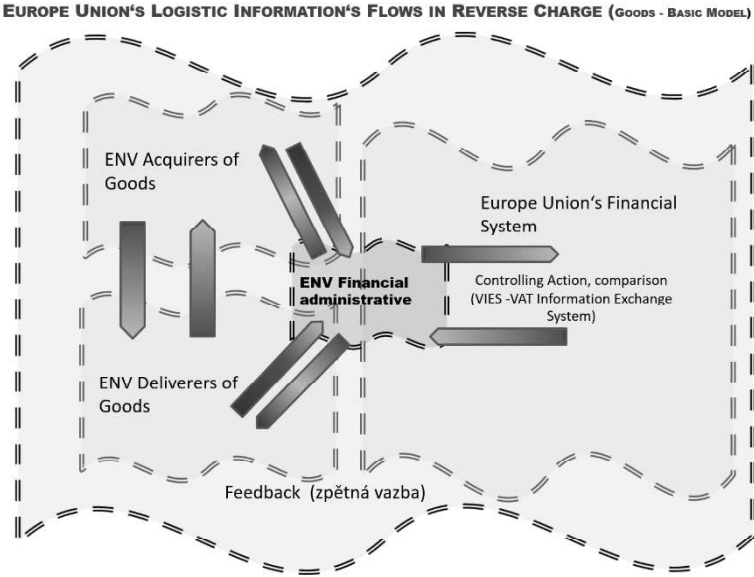 EUROPE UNION‘S LOGISTIC INFORMATION‘S FLOWS IN REVERSE CHARGE (GOODS - BASIC MODEL)
ENV Acquirers of
Goods
Europe Union‘s Financial
System
ENV Financial
administrative
Controlling Action, comparison
(VIES -VAT Information Exchange
System)
ENV Deliverers of
Goods
Feedback (zpětná vazba)